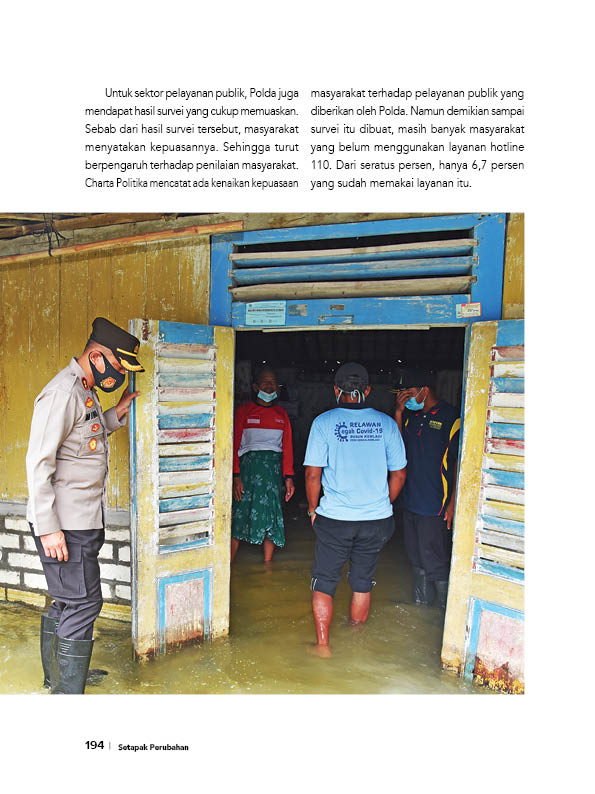 Untuk sektor pelayanan publik, Polda juga
mendapat hasil survei yang cukup memuaskan.
Sebab dari hasil survei tersebut, masyarakat
menyatakan kepuasannya. Sehingga turut
berpengaruh terhadap penilaian masyarakat.
Charta Politika mencatat ada kenaikan kepuasaan
masyarakat terhadap pelayanan publik yang
diberikan oleh Polda. Namun demikian sampai
survei itu dibuat, masih banyak masyarakat
yang belum menggunakan layanan hotline
110. Dari seratus persen, hanya 6,7 persen
yang sudah memakai layanan itu.
RELAWAN
egah Covid-19
DUSUN KEMLAGI
194 | Setapak Perubahan